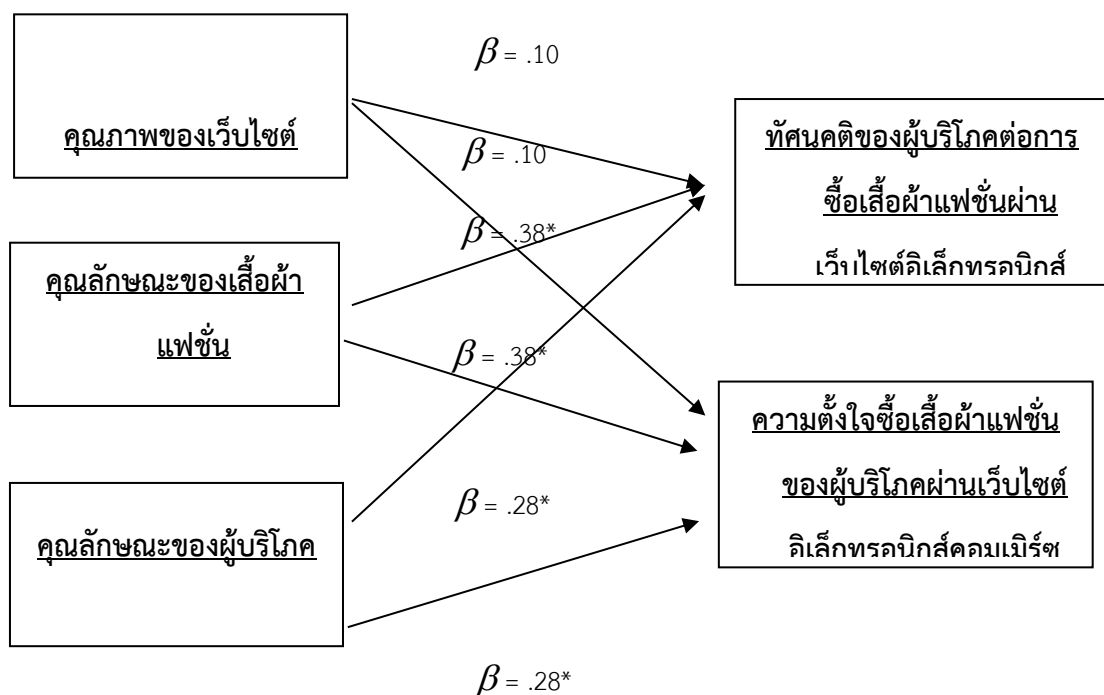 β = .10
คุณภาพของเว็บไซต์
β = .10
ทัศนคติของผู้บริโภคต่อการ
ซื้อเสื้อผ้าแฟชั่นผ่าน
เว็บไซต์อิเล็กทรอนิกส์
β = .38*
คุณลักษณะของเสื้อผ้า
แฟชั่น
β = .38*
ความตั้งใจซื้อเสื้อผ้าแฟชั่น
ของผู้บริโภคผ่านเว็บไซต์
อิเล็กทรอนิกส์คอมเมิร์ซ
β = .28*
คุณลักษณะของผู้บริโภค
β = .28*